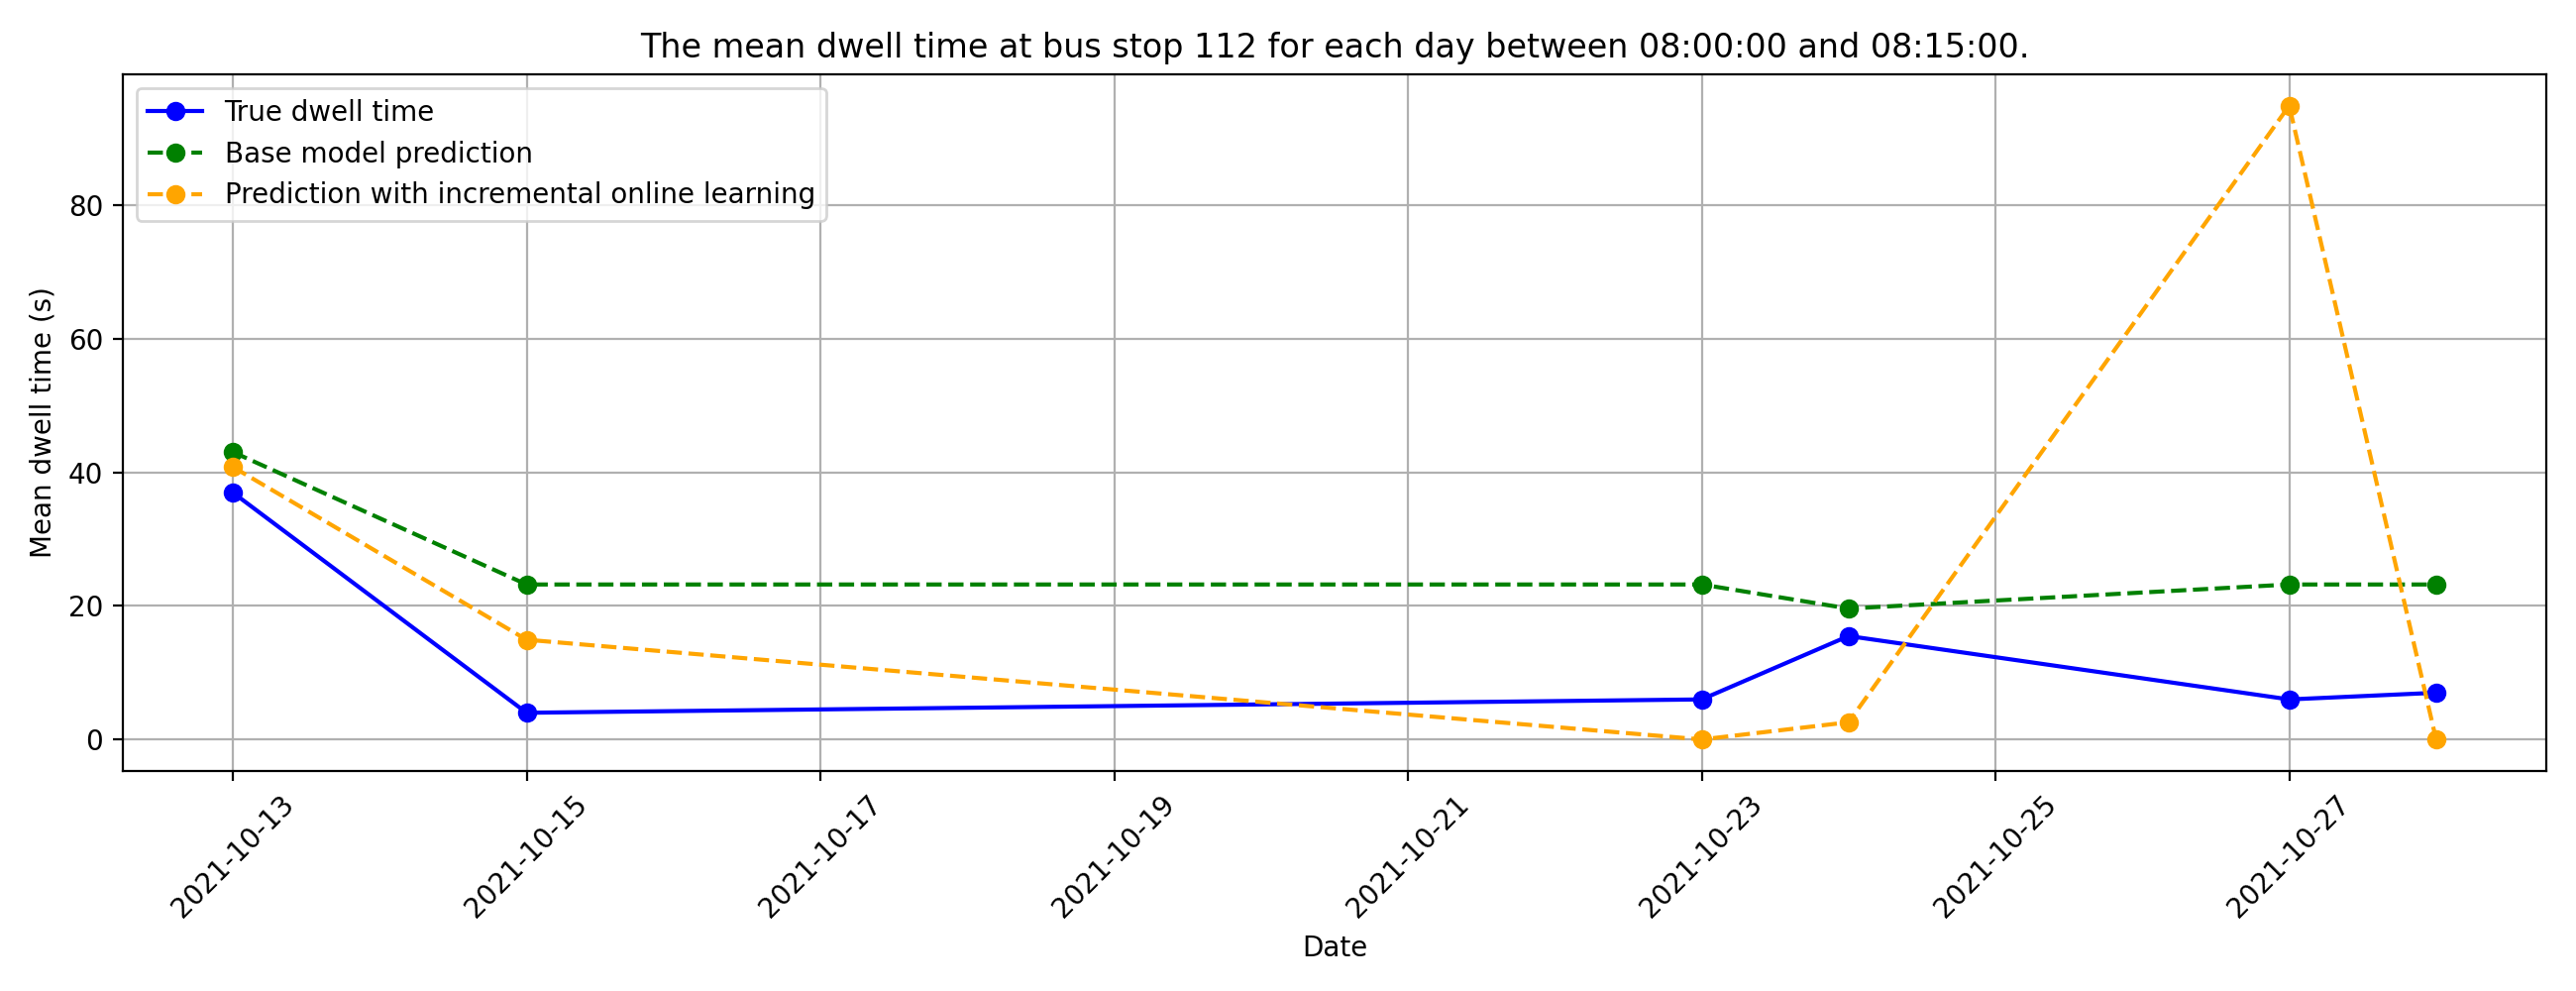 The mean dwell time at bus stop 112 for each day between 08:00:00 and 08:15:00.
True dwell time
Base model prediction
Prediction with incremental online learning
Mean dwell time (s)
80
60
40
20
0
2021-10-13
2021-10-15
2021-10-17
2021-10-19
2021-10-21
2021-10-23
2021-10-25
2021-10-27
Date